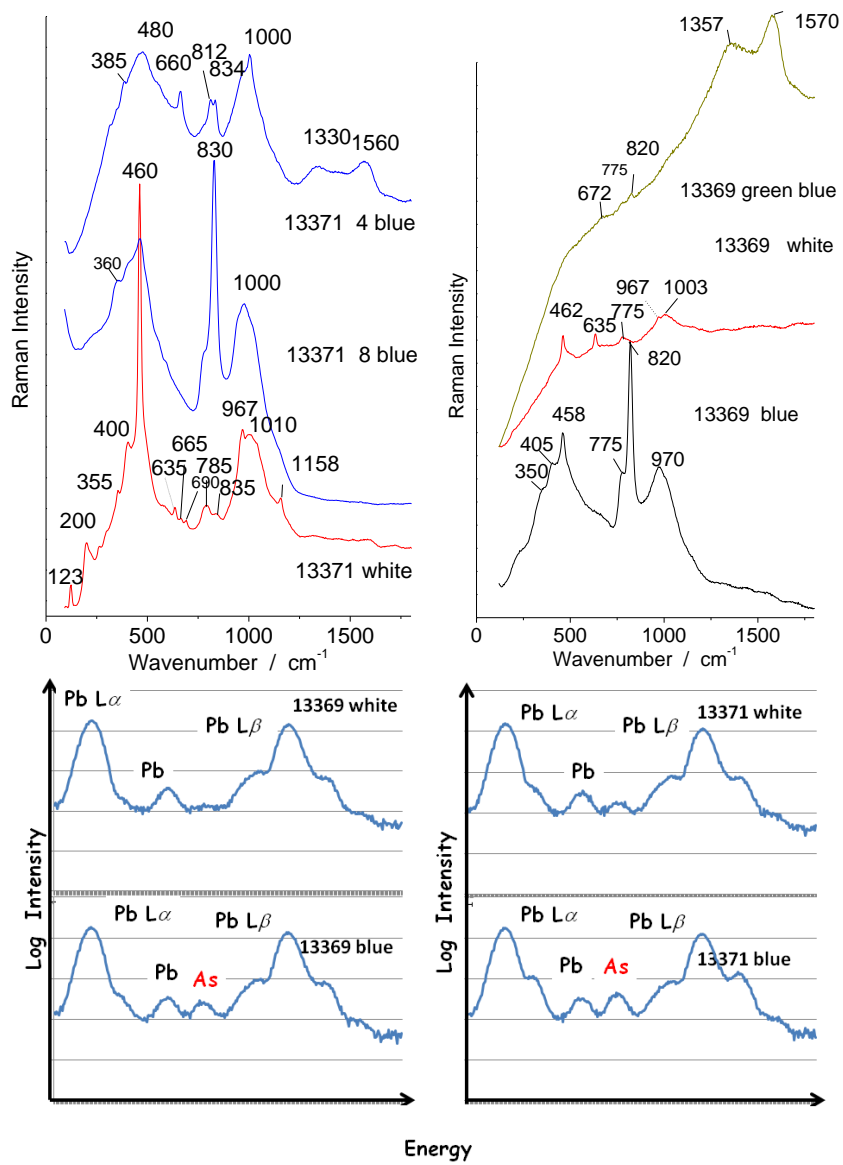 480
1000
385
660
812
834
1330 1560
460
830
13371 4 blue
360
1000
13371 8 blue
967
1010
400
665
635
785
1158
355
690
835
200
13371 white
123
0
500
1000
1500
Wavenumber / cm-1
Raman Intensity
1357
1570
820
775
672
13369 green blue
13369 white
967
1003
462
635
775
820
13369 blue
458
405
350
775
970
0
500
1000
1500
Wavenumber / cm-1
Raman Intensity
Pb Lα
13369 white
Pb Lβ
Pb
Pb Lα
Pb Lβ
13369 blue
Pb
As
Log Intensity
Pb Lα
13371 white
Pb Lβ
Pb
Pb Lα
Pb Lβ
Pb
As
13371 blue
Log Intensity
Energy